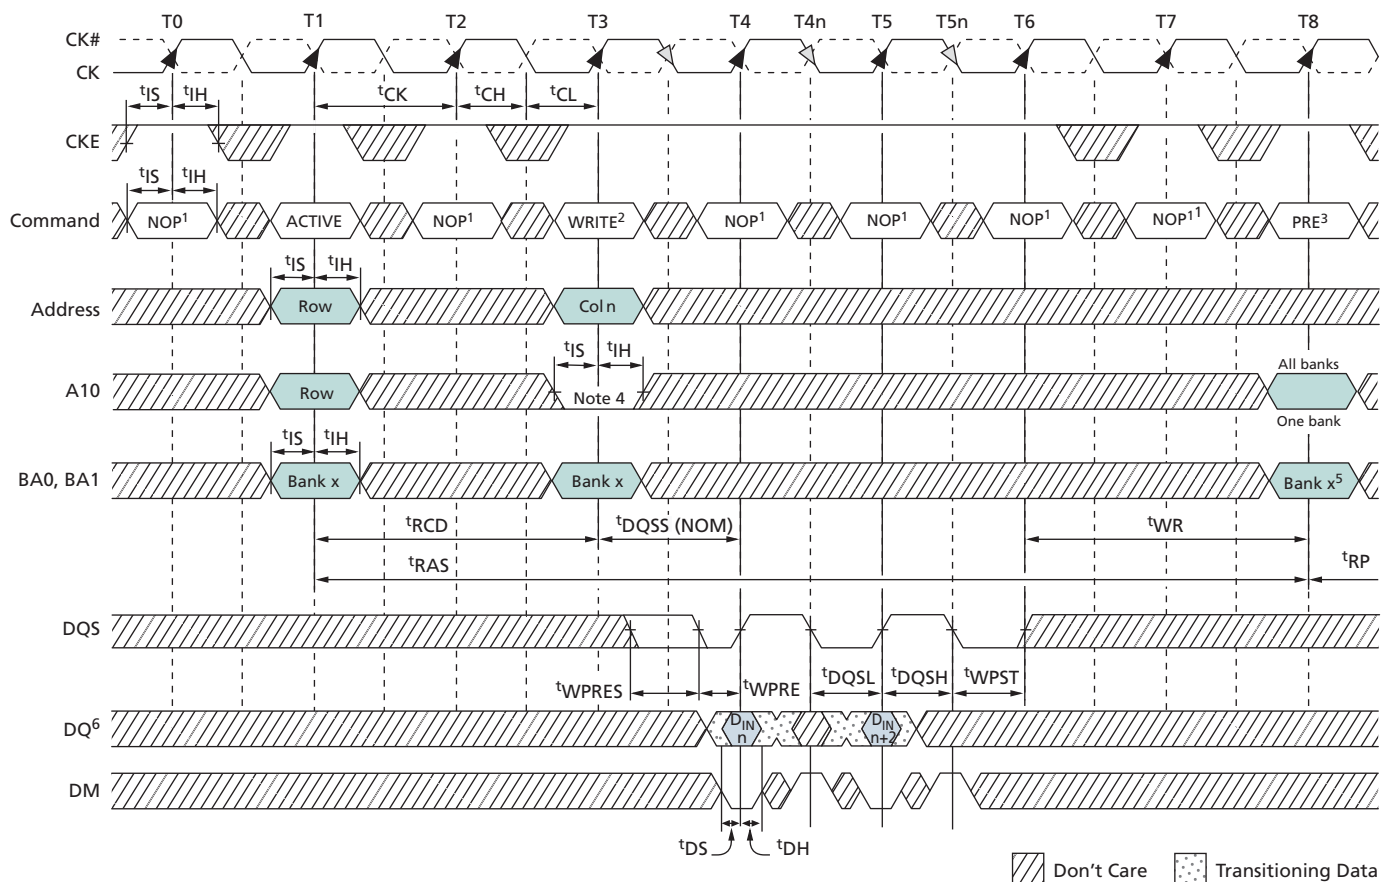 T0 T1 T2 T3 T4 T4n T5 T5n T6 T7 T8
CK#
CK
tIS tIH tCK tCH tCL
CKE
tIS tIH
Command NOP1 ACTIVE NOP1 WRITE2 NOP1 NOP1 NOP1 NOP11 PRE3
tIS tIH
Address Row Col n
tIS tIH
All banks
A10 Row Note 4
One bank
tIS tIH
BA0, BA1 Bank x Bank x Bank x5
tRCD tDQSS (NOM) tWR
tRAS tRP
DQS
tWPRES tWPRE tDQSL tDQSH tWPST
DQ6 DIN n DIN n+2
DM
tDS tDH
Don't Care Transitioning Data